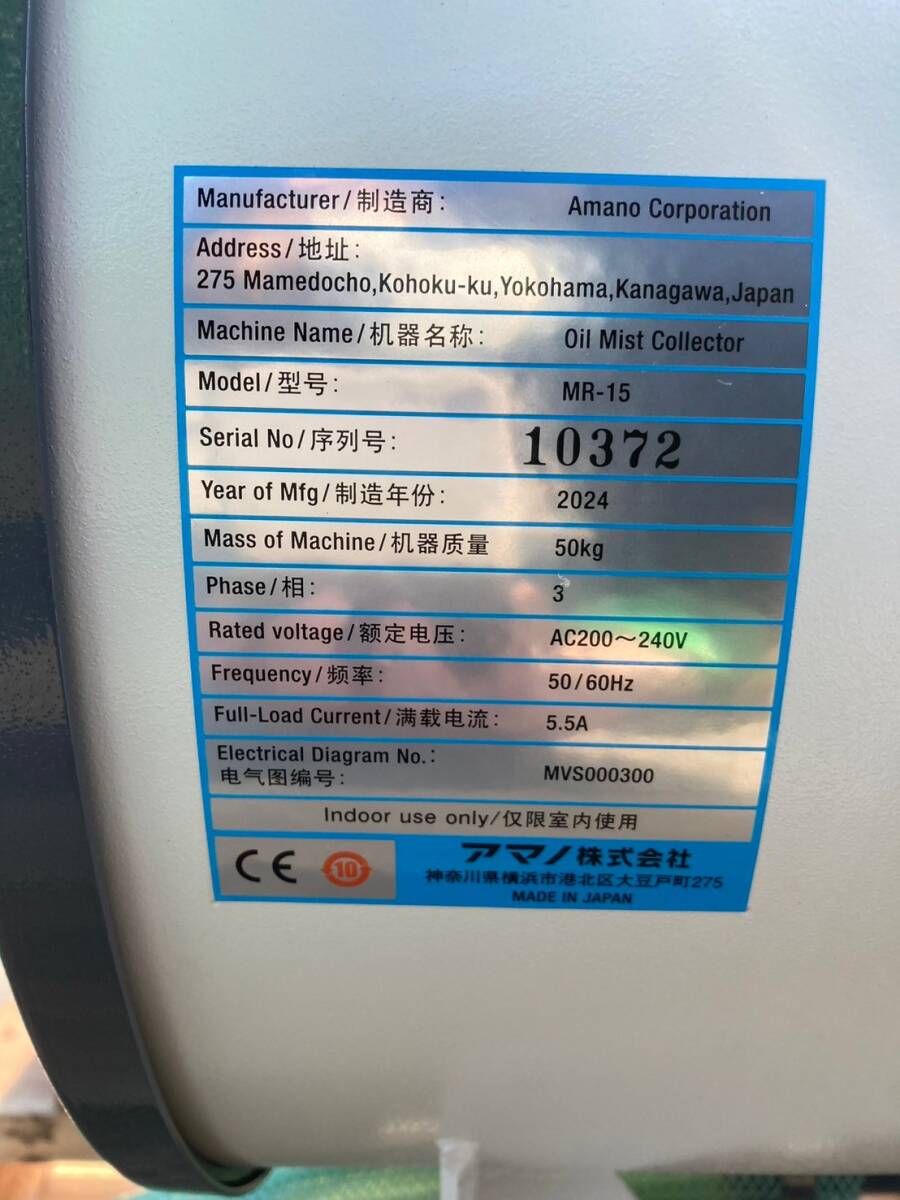 Manufacturer/制造商: Amano Corporation
Address/地址:
275 Mamedocho,Kohoku-ku,Yokohama,Kanagawa,Japan
Machine Name/机器名称: Oil Mist Collector
Model/型号: MR-15
Serial No/序列号: 10372
Year of Mfg/制造年份: 2024
Mass of Machine/机器质量 50kg
Phase/相: 3
Rated voltage/额定电压: AC200～240V
Frequency/频率: 50/60Hz
Full-Load Current/满载电流: 5.5A
Electrical Diagram No.:
电气图编号: MVS000300
Indoor use only/仅限室内使用
CE 10 アマノ株式会社
神奈川県横浜市港北区大豆戸町275
MADE IN JAPAN